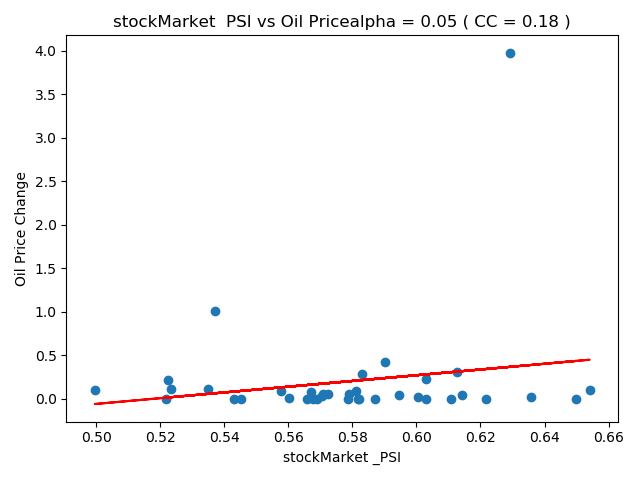 stockMarket  PSI vs Oil Pricealpha = 0.05 ( CC = 0.18 )
4.0
3.5
3.0
2.5
2.0
1.5
1.0
0.5
0.0
Oil Price Change
0.50 0.52 0.54 0.56 0.58 0.60 0.62 0.64 0.66
stockMarket _PSI